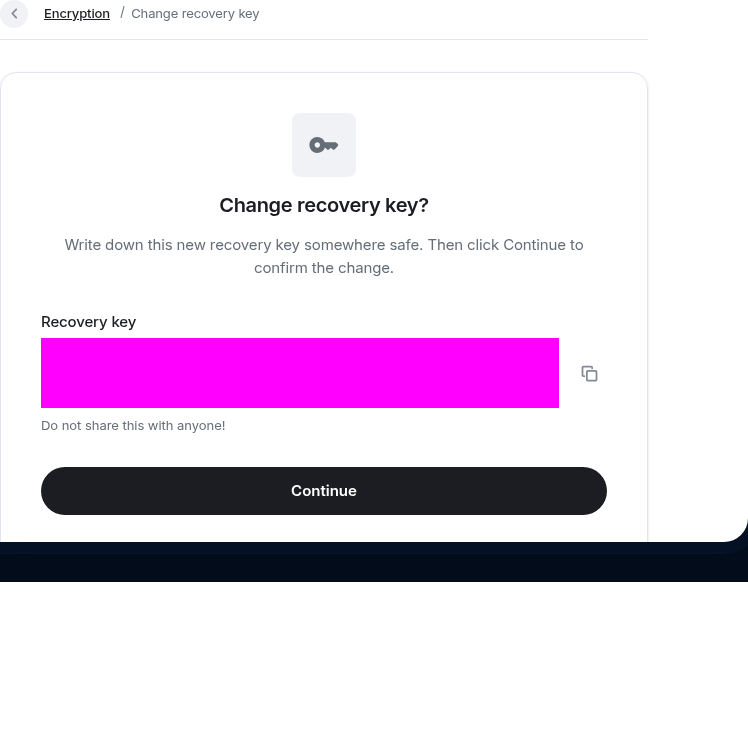 Encryption / Change recovery key
Change recovery key?
Write down this new recovery key somewhere safe. Then click Continue to
confirm the change.
Recovery key
Do not share this with anyone!
Continue